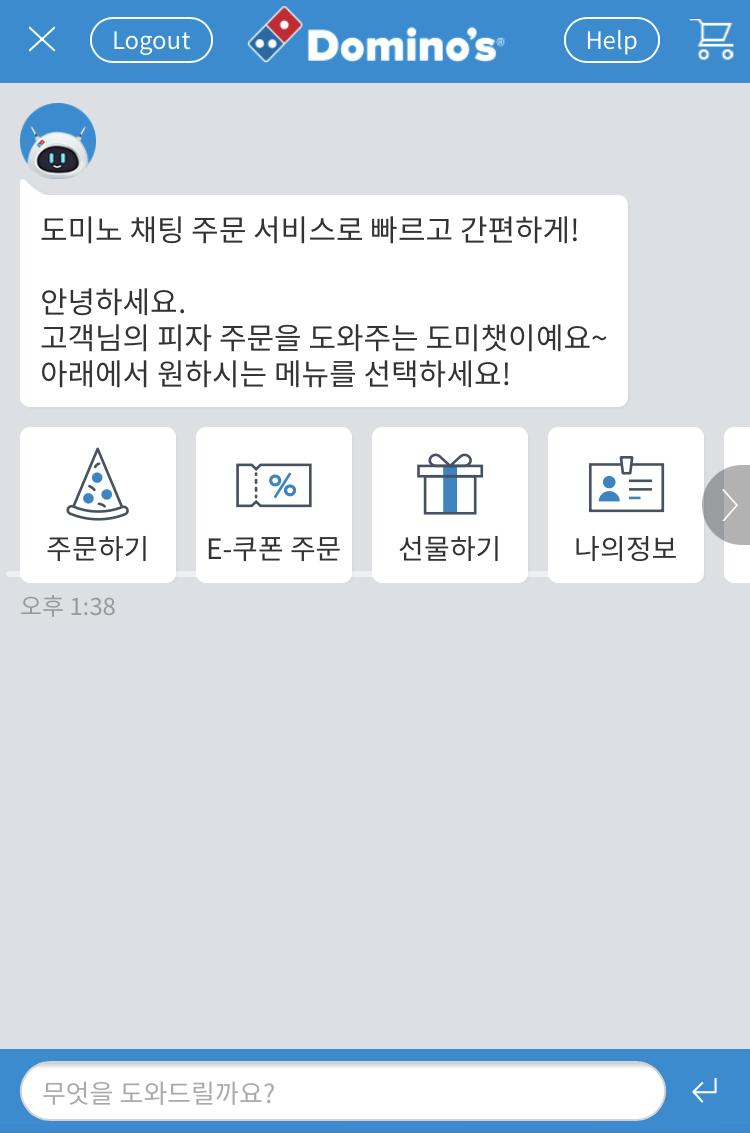 Logout
Domino's®
Help
도미노 채팅 주문 서비스로 빠르고 간편하게!
안녕하세요.
고객님의 피자 주문을 도와주는 도미챗이예요~
아래에서 원하시는 메뉴를 선택하세요!
주문하기
E-쿠폰 주문
선물하기
나의정보
오후 1:38
무엇을 도와드릴까요?